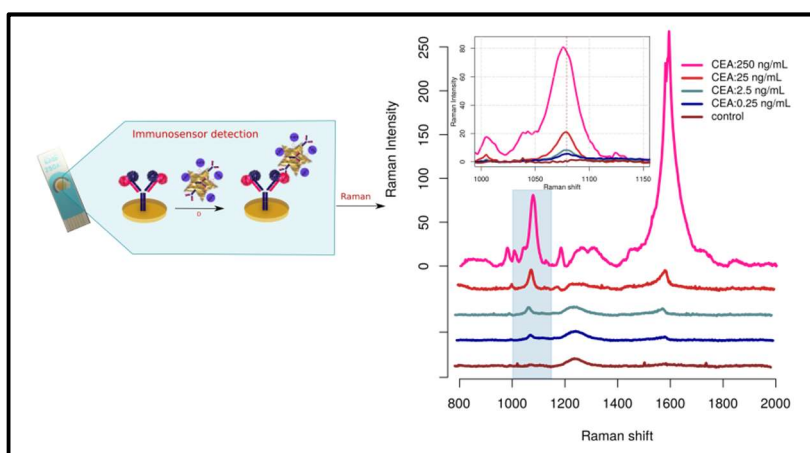 Immunosensor detection
D
Raman
Raman Intensity
250
200
150
100
50
0
80
60
40
20
0
Raman Intensity
1000
1050
1100
1150
Raman shift
CEA:250 ng/mL
CEA:25 ng/mL
CEA:2.5 ng/mL
CEA:0.25 ng/mL
control
800
1000
1200
1400
1600
1800
2000
Raman shift